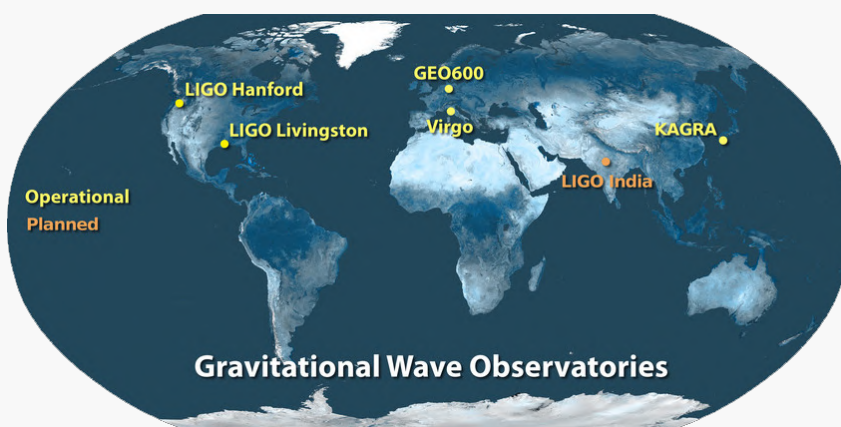 GEO600
LIGO Hanford
LIGO Livingston
Virgo
KAGRA
LIGO India
Operational
Planned
Gravitational Wave Observatories